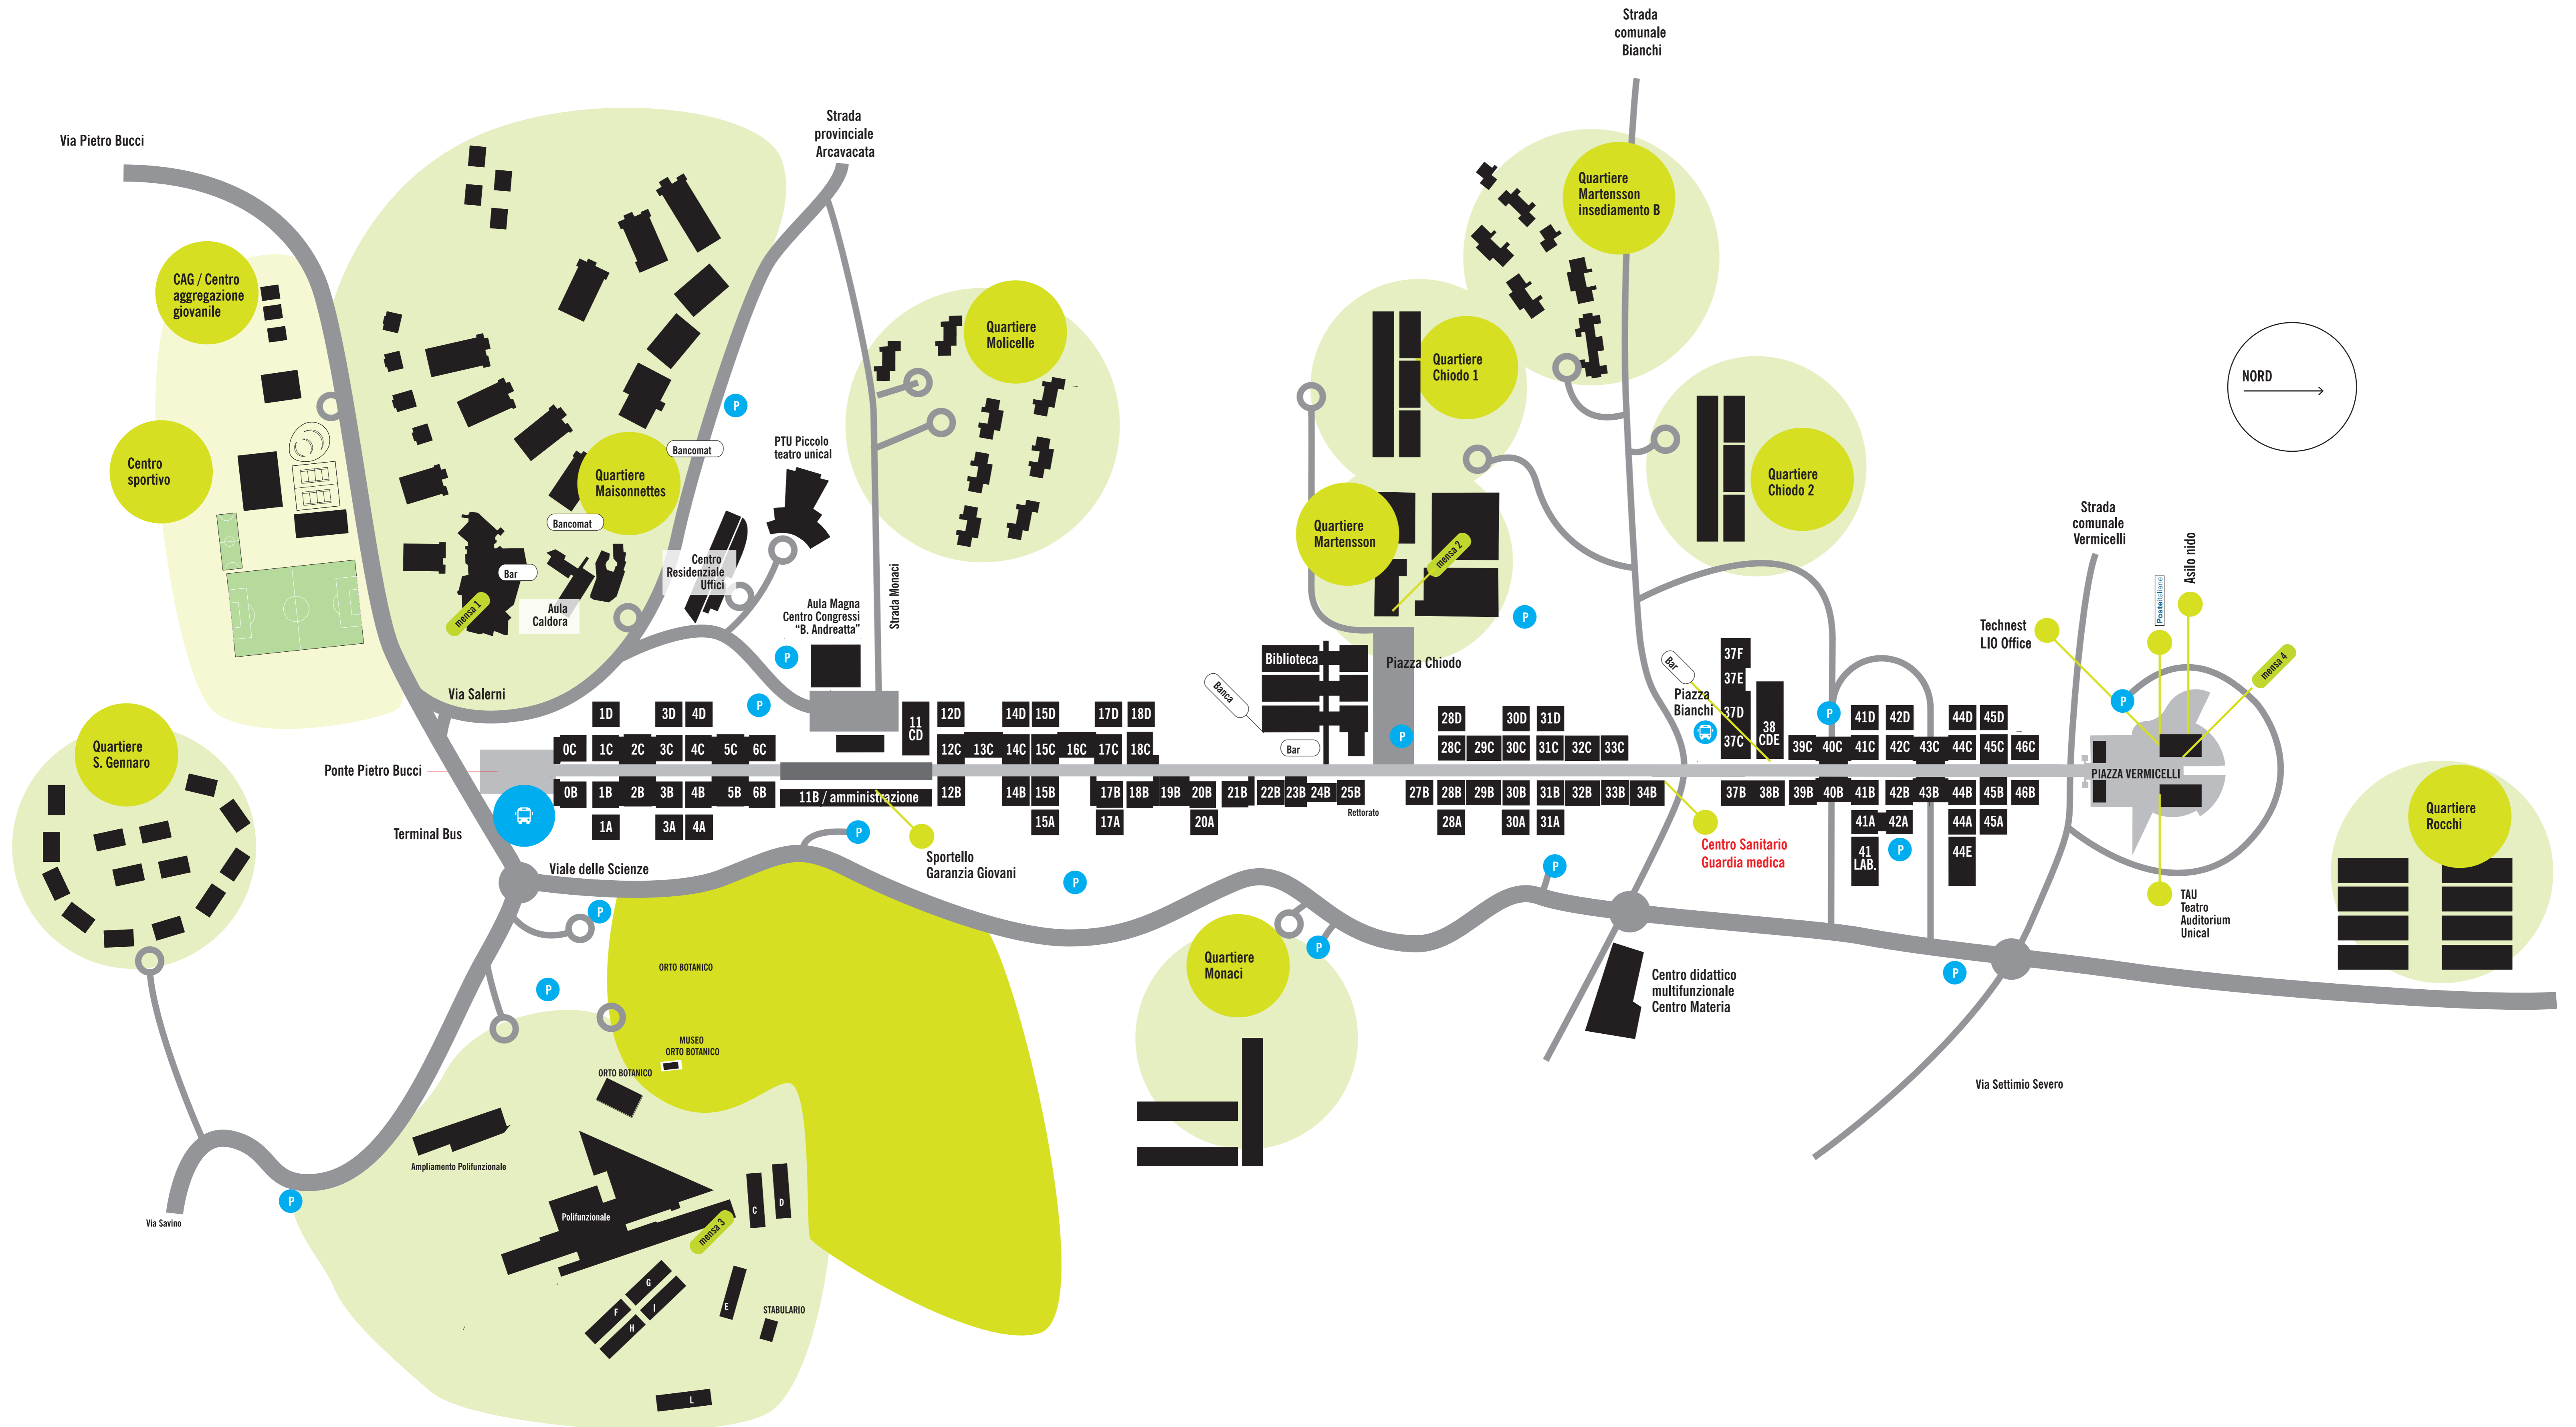 Strada
comunale
Bianchi
Via Pietro Bucci
Strada
provinciale
Arcavacata
Quartiere
Martensson
insediamento B
CAG / Centro
aggregazione
giovanile
Quartiere
Molicelle
Quartiere
Chiodo 1
NORD
P
Bancomat
PTU Piccolo
teatro unical
Centro
sportivo
Quartiere
Maisonnettes
Bancomat
Quartiere
Chiodo 2
Quartiere
Martensson
mensa 2
Strada
comunale
Vermicelli
Asilo nido
Posteitaliane
Bar
mensa 1
Aula
Caldora
Centro
Residenziale
Uffici
Strada Monaci
Aula Magna
Centro Congressi
“B. Andreatta”
P
P
Technest
LIO Office
mensa 4
P
Biblioteca
Piazza Chiodo
Banca
Bar
P
Bar
Piazza
Bianchi
37F
37E
37D
37C
38
CDE
P
Via Salerni
P
Quartiere
S. Gennaro
1D
3D
4D
11
CD
12D
14D
15D
17D
18D
28D
30D
31D
41D
42D
44D
45D
0C
1C
2C
3C
4C
5C
6C
12C
13C
14C
15C
16C
17C
18C
28C
29C
30C
31C
32C
33C
39C
40C
41C
42C
43C
44C
45C
46C
Ponte Pietro Bucci
PIAZZA VERMICELLI
0B
1B
2B
3B
4B
5B
6B
11B / amministrazione
12B
14B
15B
17B
18B
19B
20B
21B
22B
23B
24B
25B
27B
28B
29B
30B
31B
32B
33B
34B
37B
38B
39B
40B
41B
42B
43B
44B
45B
46B
Rettorato
1A
3A
4A
15A
17A
20A
28A
30A
31A
41A
42A
44A
45A
41
LAB.
44E
P
Terminal Bus
P
Sportello
Garanzia Giovani
Centro Sanitario
Guardia medica
Quartiere
Rocchi
Viale delle Scienze
P
P
P
TAU
Teatro
Auditorium
Unical
P
P
P
Quartiere
Monaci
ORTO BOTANICO
P
Centro didattico
multifunzionale
Centro Materia
MUSEO
ORTO BOTANICO
ORTO BOTANICO
Via Settimio Severo
Ampliamento Polifunzionale
P
Via Savino
Polifunzionale
mensa 3
C
D
G
F
I
H
E
STABULARIO
L